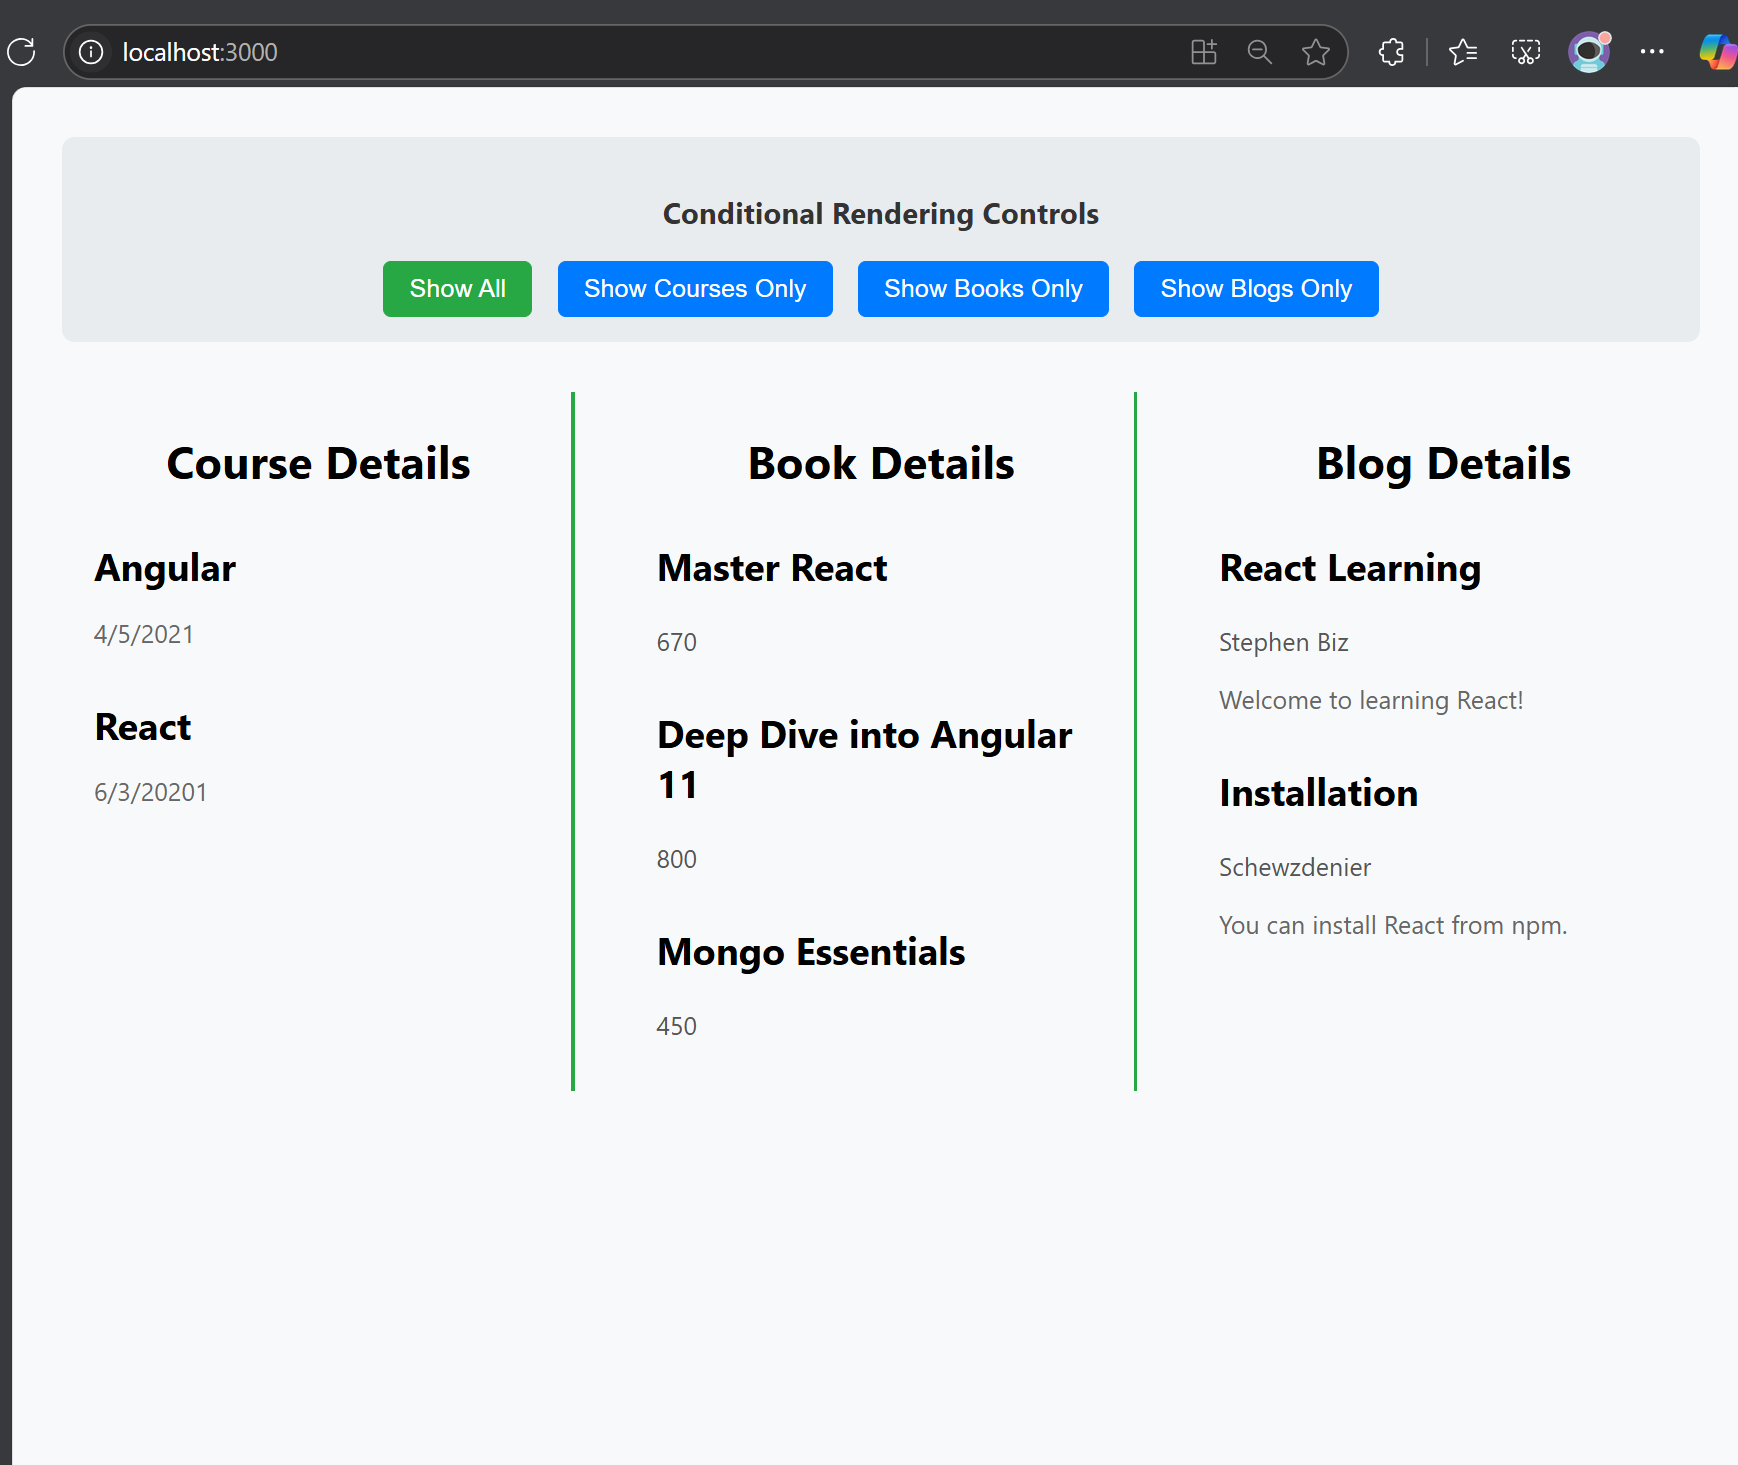 localhost:3000
Conditional Rendering Controls
Show All
Show Courses Only
Show Books Only
Show Blogs Only
Course Details
Angular
4/5/2021
React
6/3/20201
Book Details
Master React
670
Deep Dive into Angular
11
800
Mongo Essentials
450
Blog Details
React Learning
Stephen Biz
Welcome to learning React!
Installation
Schewzdenier
You can install React from npm.